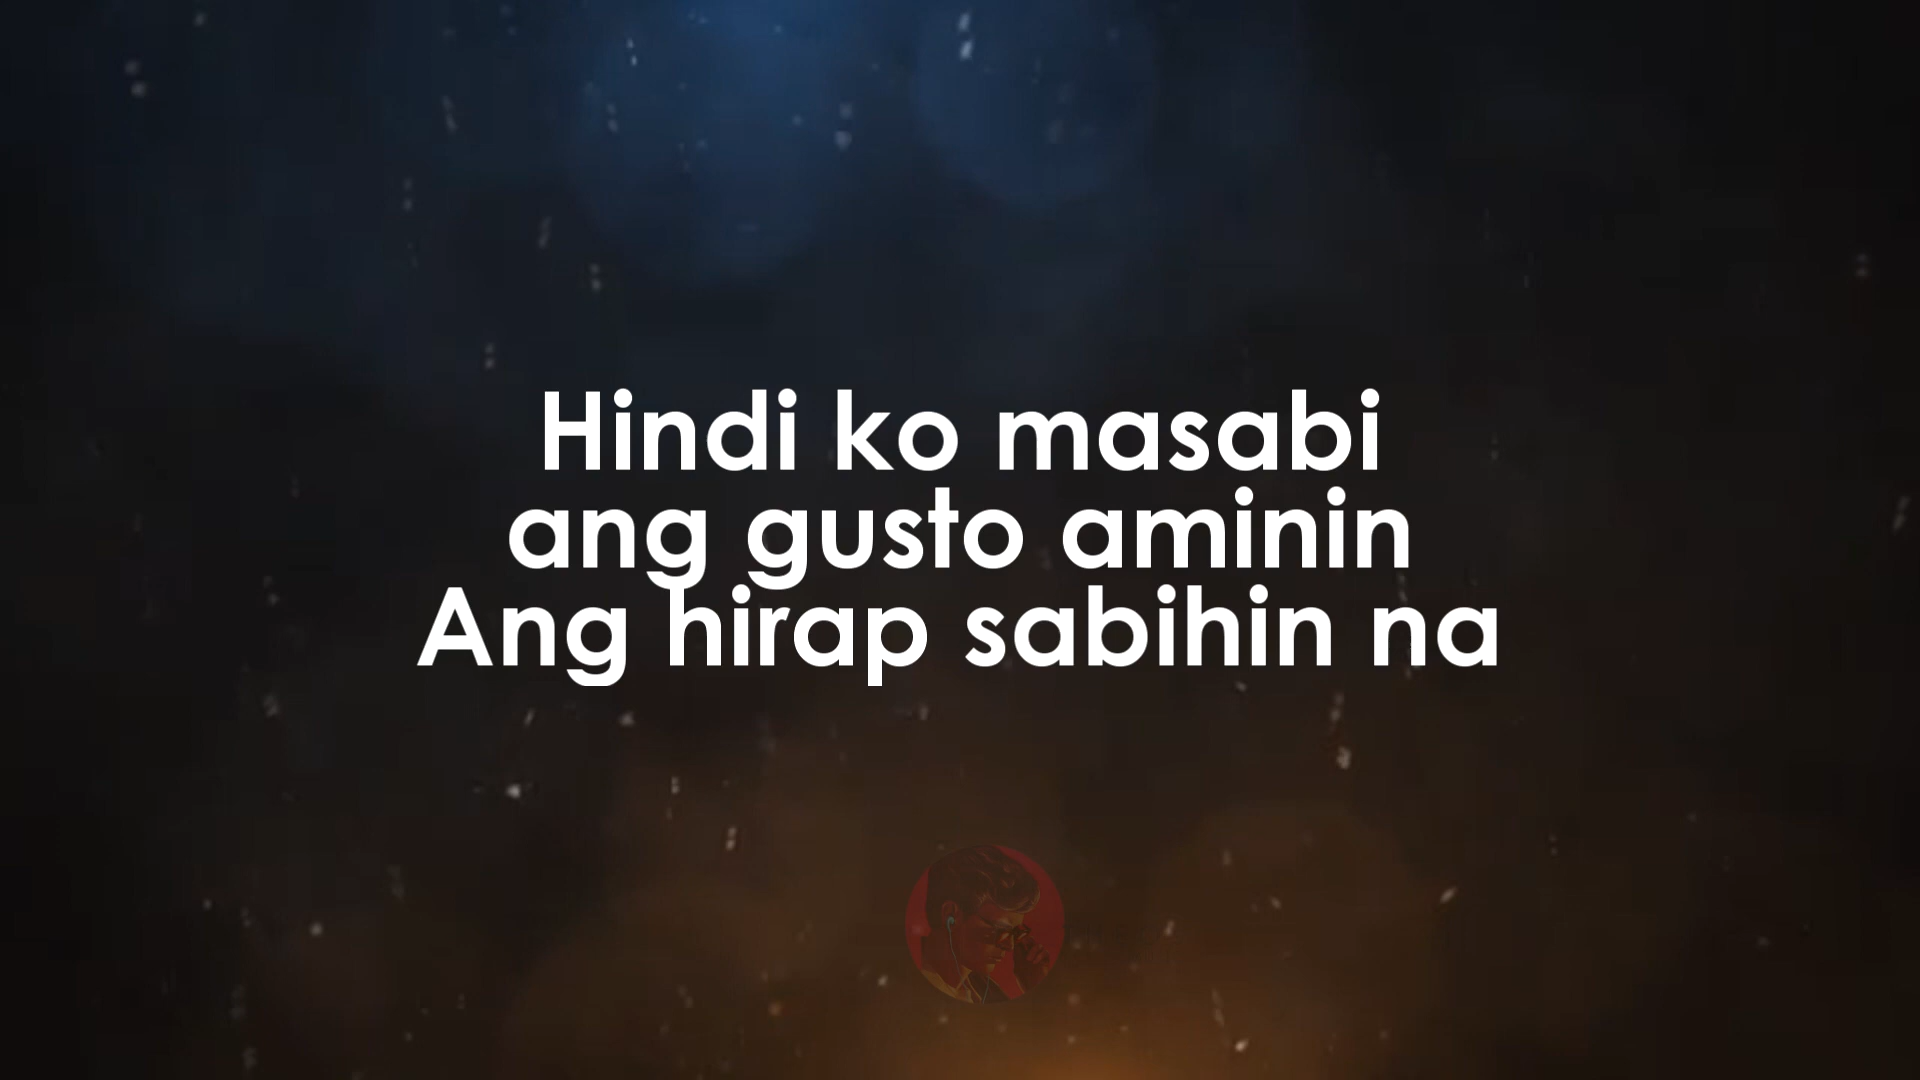 Hindi ko masabi
ang gusto aminin
Ang hirap sabihin na